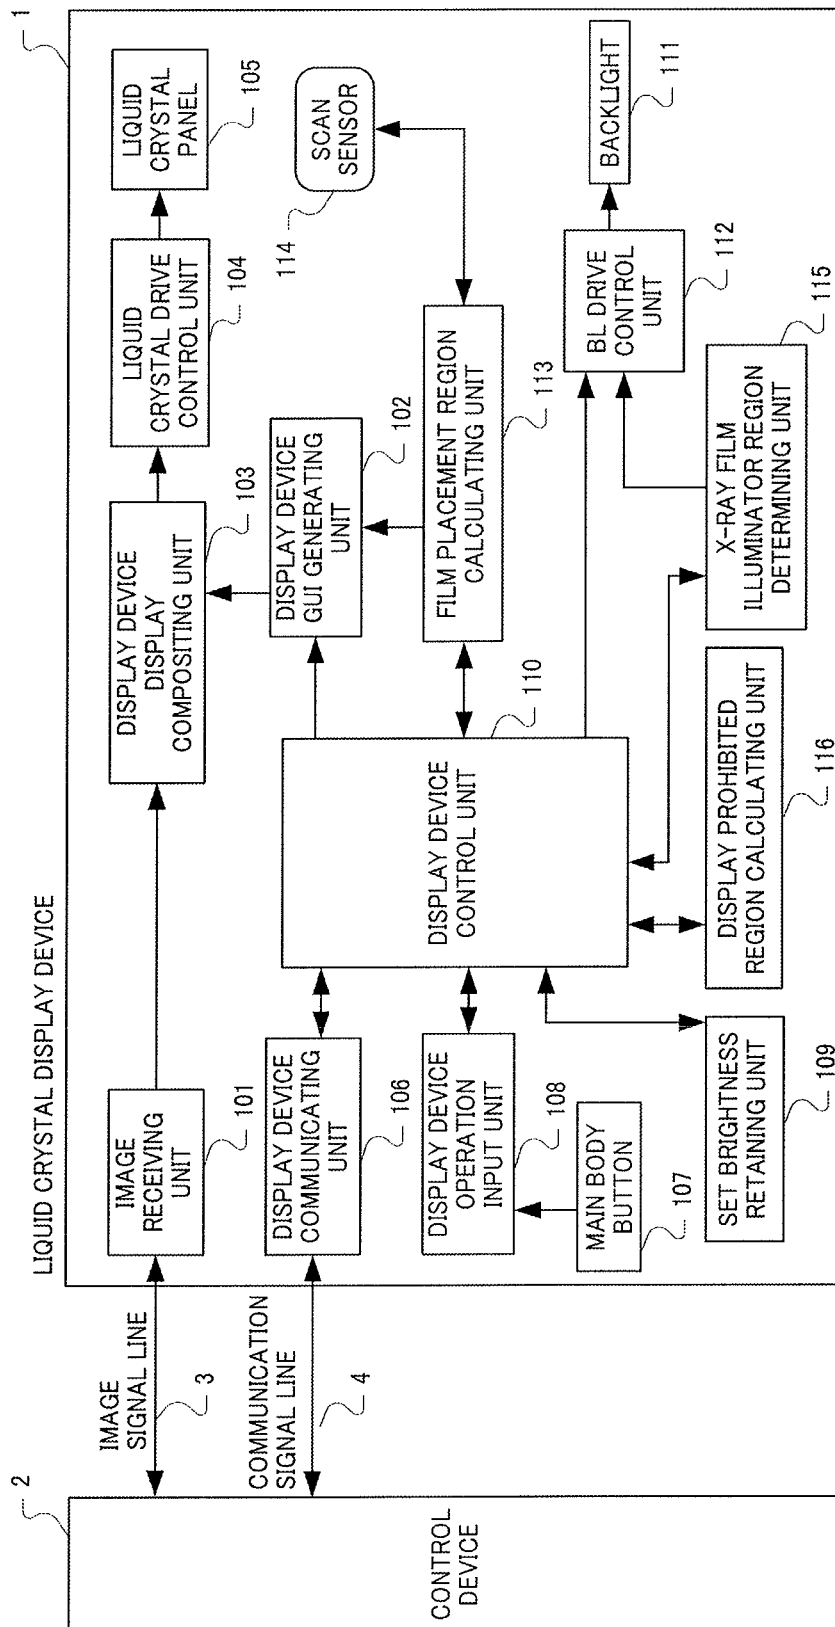 2
CONTROL
DEVICE
IMAGE
SIGNAL LINE
3
COMMUNICATION
SIGNAL LINE
4
LIQUID CRYSTAL DISPLAY DEVICE
1
IMAGE
RECEIVING
UNIT
101
DISPLAY DEVICE
DISPLAY
COMPOSITING UNIT
103
LIQUID
CRYSTAL DRIVE
CONTROL UNIT
104
LIQUID
CRYSTAL
PANEL
105
DISPLAY DEVICE
COMMUNICATING
UNIT
106
DISPLAY DEVICE
GUI GENERATING
UNIT
102
SCAN
SENSOR
114
DISPLAY DEVICE
OPERATION
INPUT UNIT
108
DISPLAY DEVICE
CONTROL UNIT
110
FILM PLACEMENT REGION
CALCULATING UNIT
113
MAIN BODY
BUTTON
107
BL DRIVE
CONTROL
UNIT
112
BACKLIGHT
111
SET BRIGHTNESS
RETAINING UNIT
109
DISPLAY PROHIBITED
REGION CALCULATING UNIT
116
X-RAY FILM
ILLUMINATOR REGION
DETERMINING UNIT
115